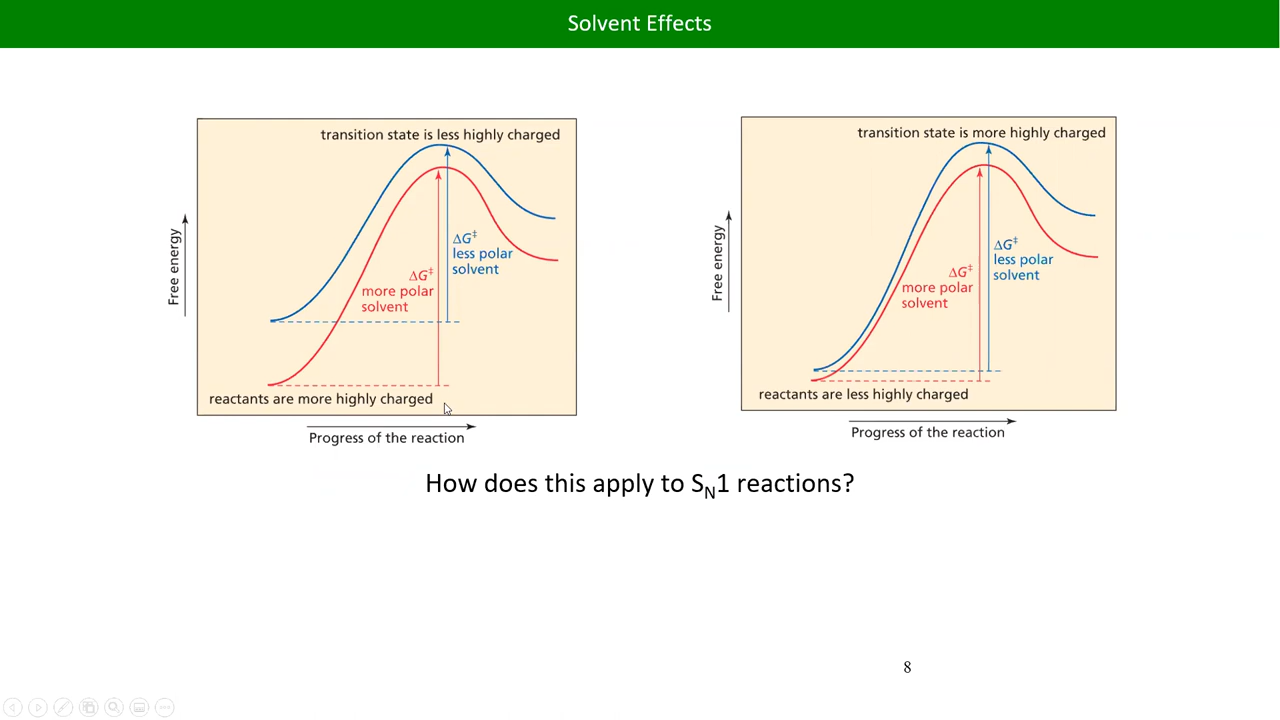 Solvent Effects
transition state is less highly charged
Free energy
ΔG‡
less polar
solvent
ΔG‡
more polar
solvent
reactants are more highly charged
Progress of the reaction
transition state is more highly charged
Free energy
ΔG‡
less polar
solvent
ΔG‡
more polar
solvent
reactants are less highly charged
Progress of the reaction
How does this apply to SN1 reactions?
8